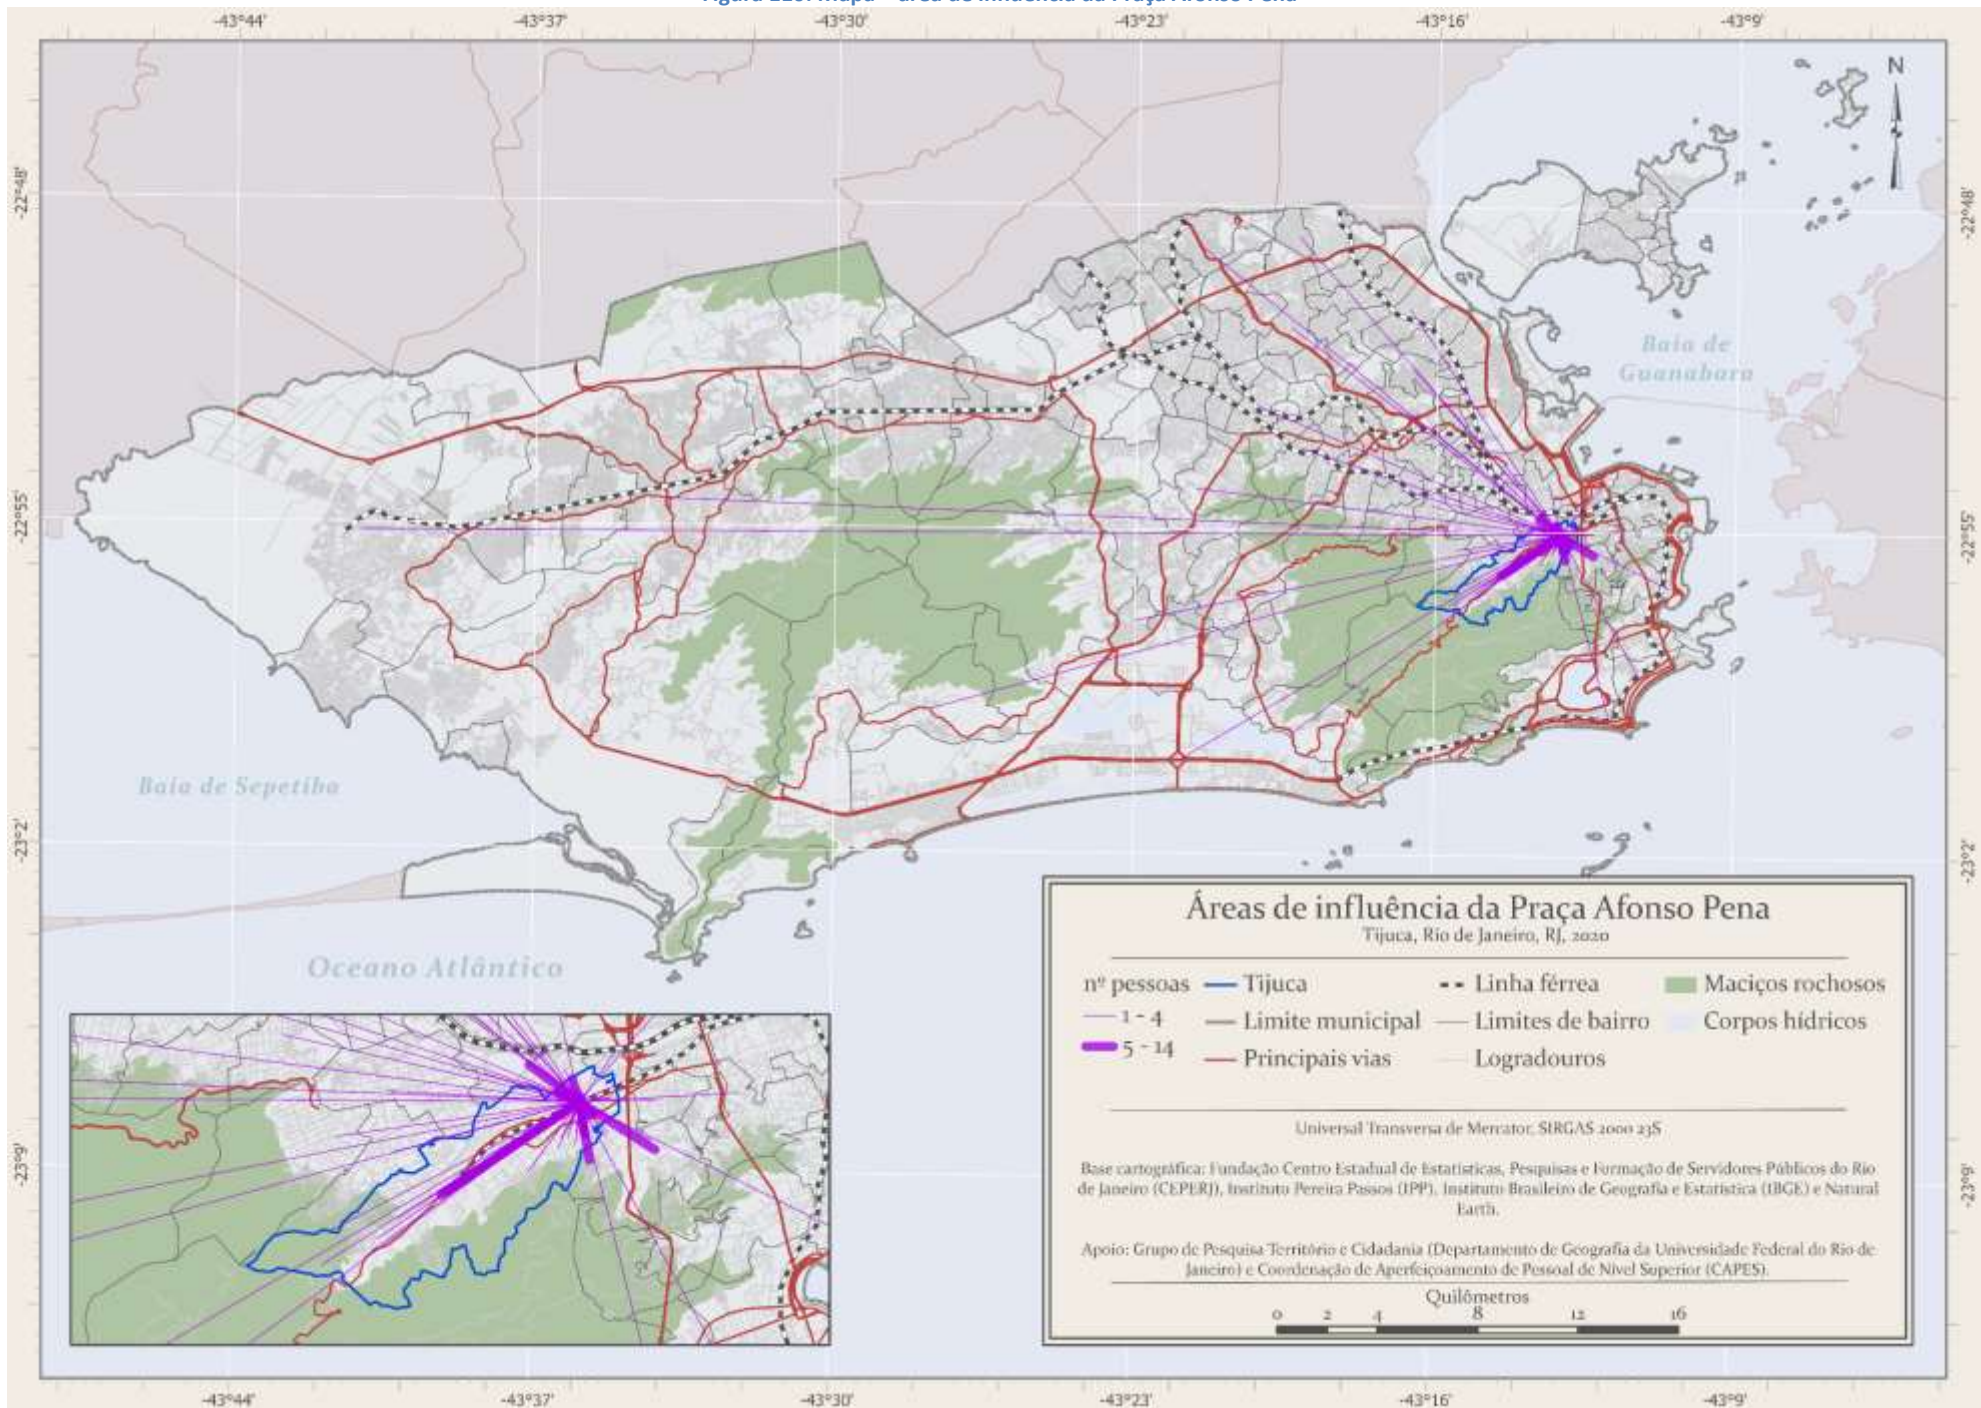 -43°44' -43°37' -43°30' -43°23' -43°16' -43°9'
N
-22°48' -22°48'
Baia de
Guanabara
-22°55' -22°55'
Baia de Sepetiba
-23°2' -23°2'
Oceano Atlântico
Áreas de influência da Praça Afonso Pena
Tijuca, Rio de Janeiro, RJ, 2020
nº pessoas Tijuca Linha férrea Maciços rochosos
1 - 4 Limite municipal Limites de bairro Corpos hídricos
5 - 14 Principais vias Logradouros
Universal Transversa de Mercator, SIRGAS 2000 23S
Base cartográfica: Fundação Centro Estadual de Estatísticas, Pesquisas e Formação de Servidores Públicos do Rio
de Janeiro (CEPERJ), Instituto Pereira Passos (IPP), Instituto Brasileiro de Geografia e Estatística (IBGE) e Natural
Earth.
-23°9' -23°9'
Apoio: Grupo de Pesquisa Território e Cidadania (Departamento de Geografia da Universidade Federal do Rio de
Janeiro) e Coordenação de Aperfeiçoamento de Pessoal de Nível Superior (CAPES).
Quilômetros
0 2 4 8 12 16
-43°44' -43°37' -43°30' -43°23' -43°16' -43°9'